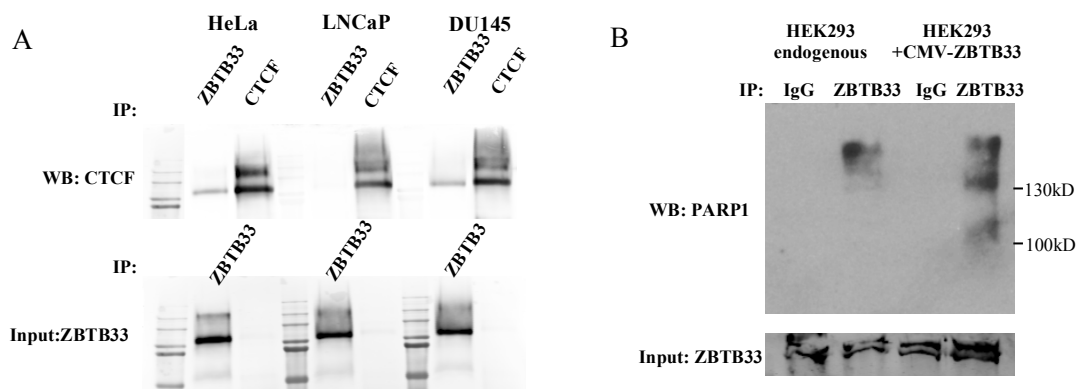 A
HeLa LNCaP DU145
ZBTB33 CTCF ZBTB33 CTCF ZBTB33 CTCF
IP:
WB: CTCF
ZBTB33 ZBTB33 ZBTB3
IP:
Input:ZBTB33
B
HEK293 HEK293
endogenous +CMV-ZBTB33
IP: IgG ZBTB33 IgG ZBTB33
WB: PARP1
130kD
100kD
Input: ZBTB33